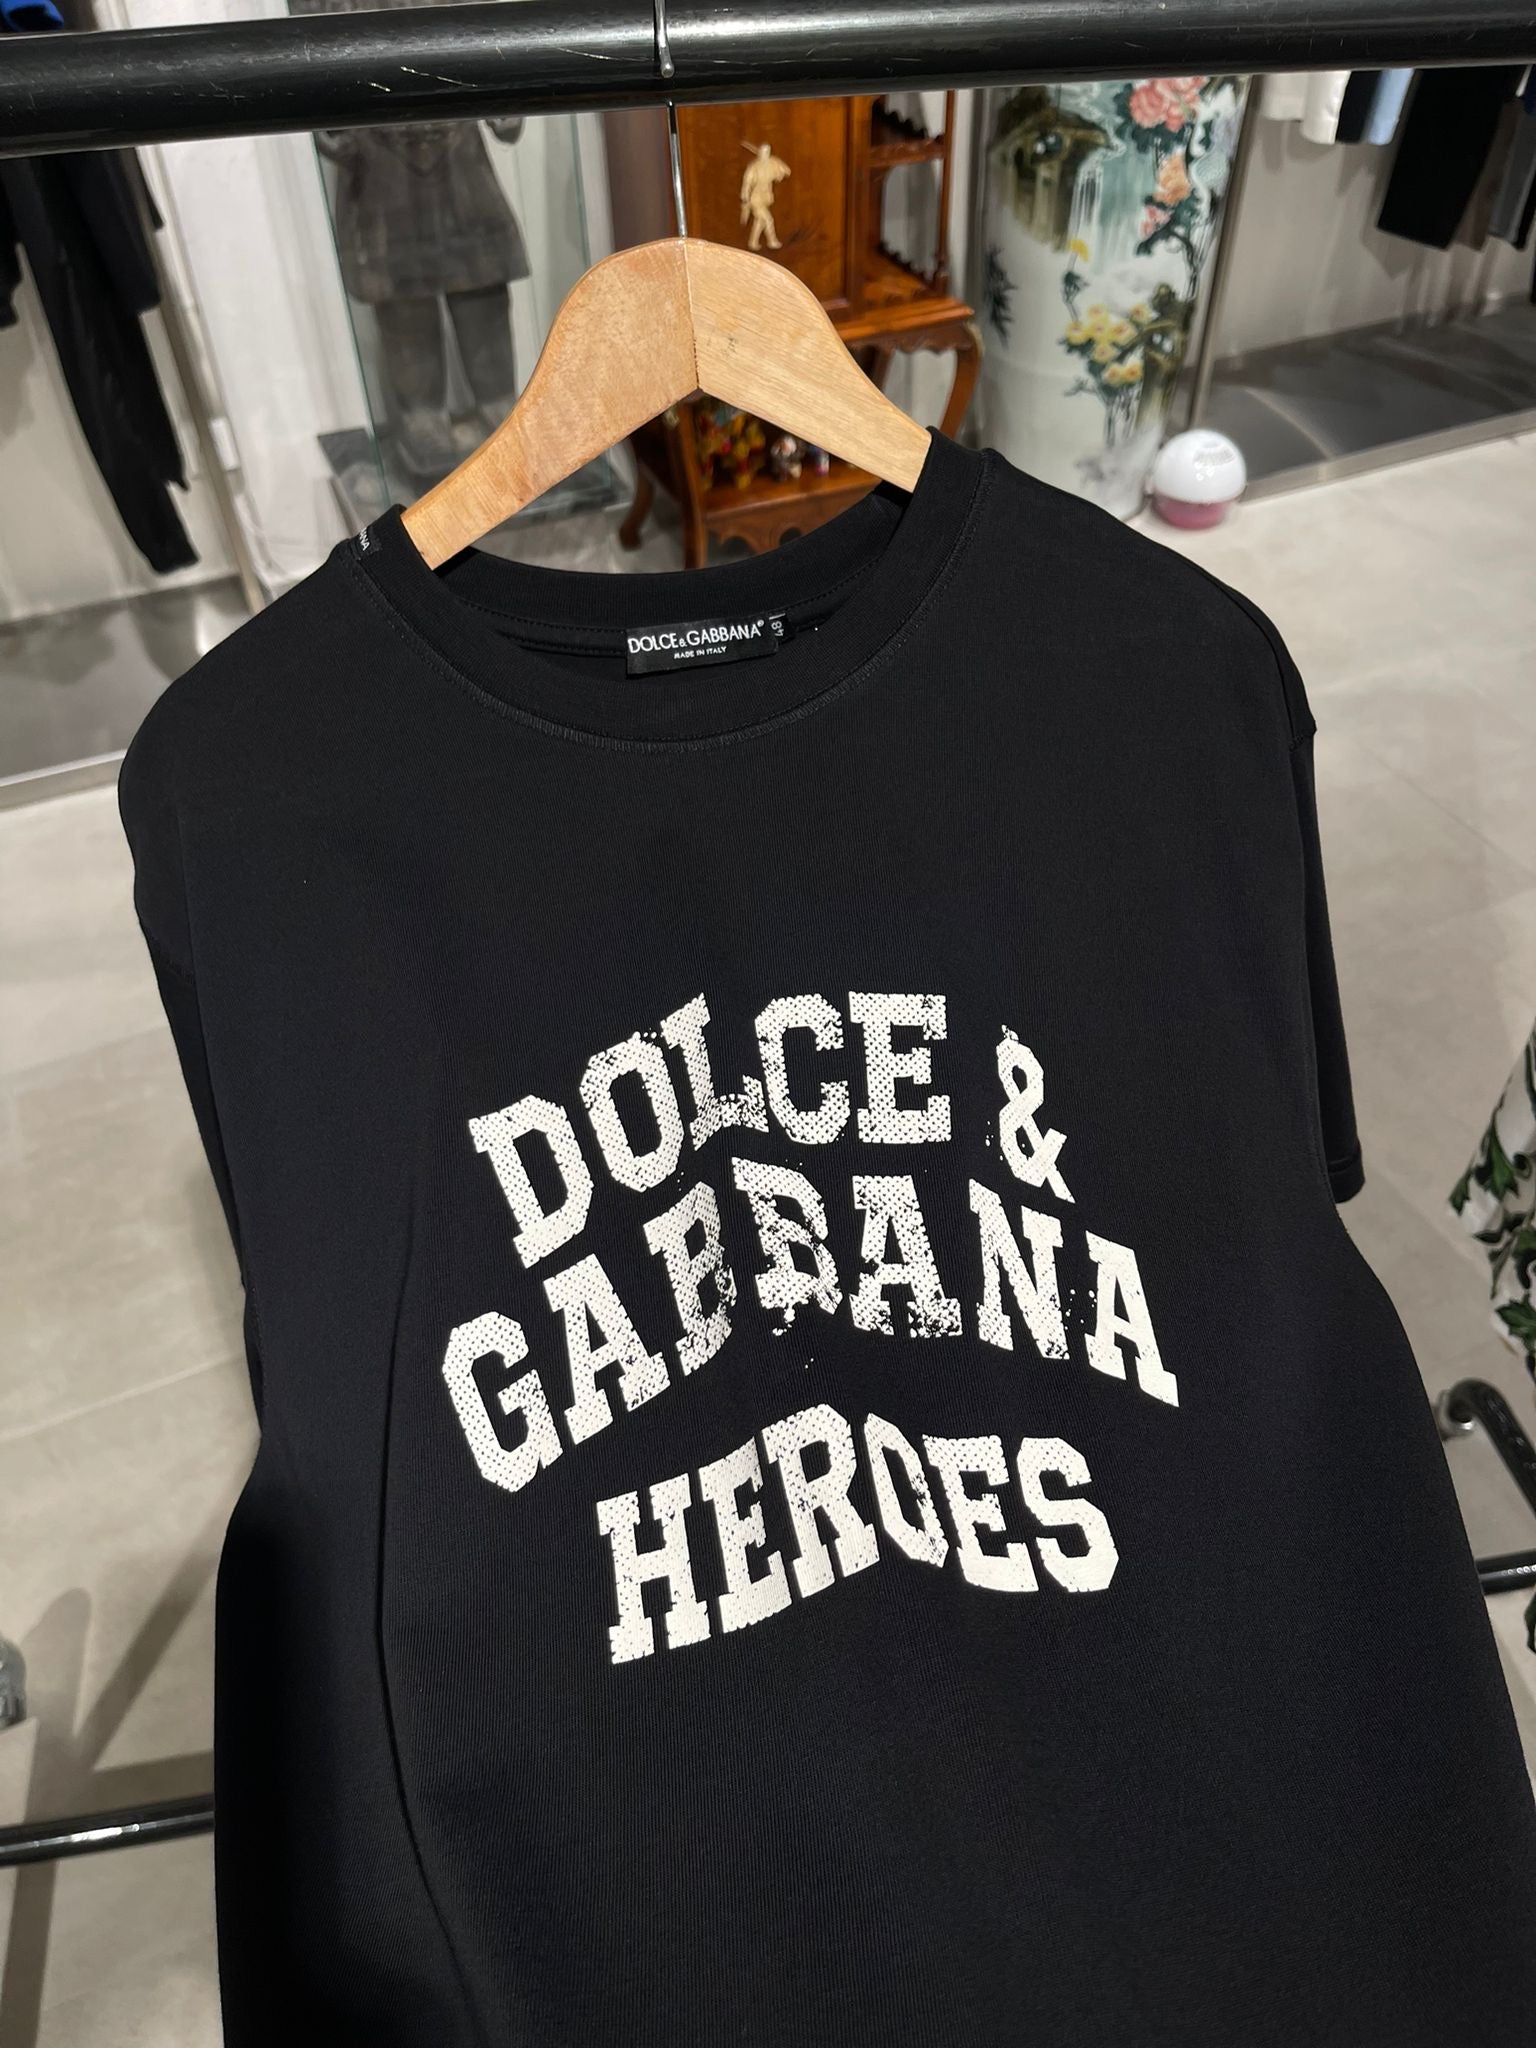 DOLCE&GABBANA®
MADE IN ITALY
48
DOLCE &
GABBANA
HEROES